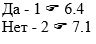 Да - 1 ☞ 6.4
Нет - 2 ☞ 7.1